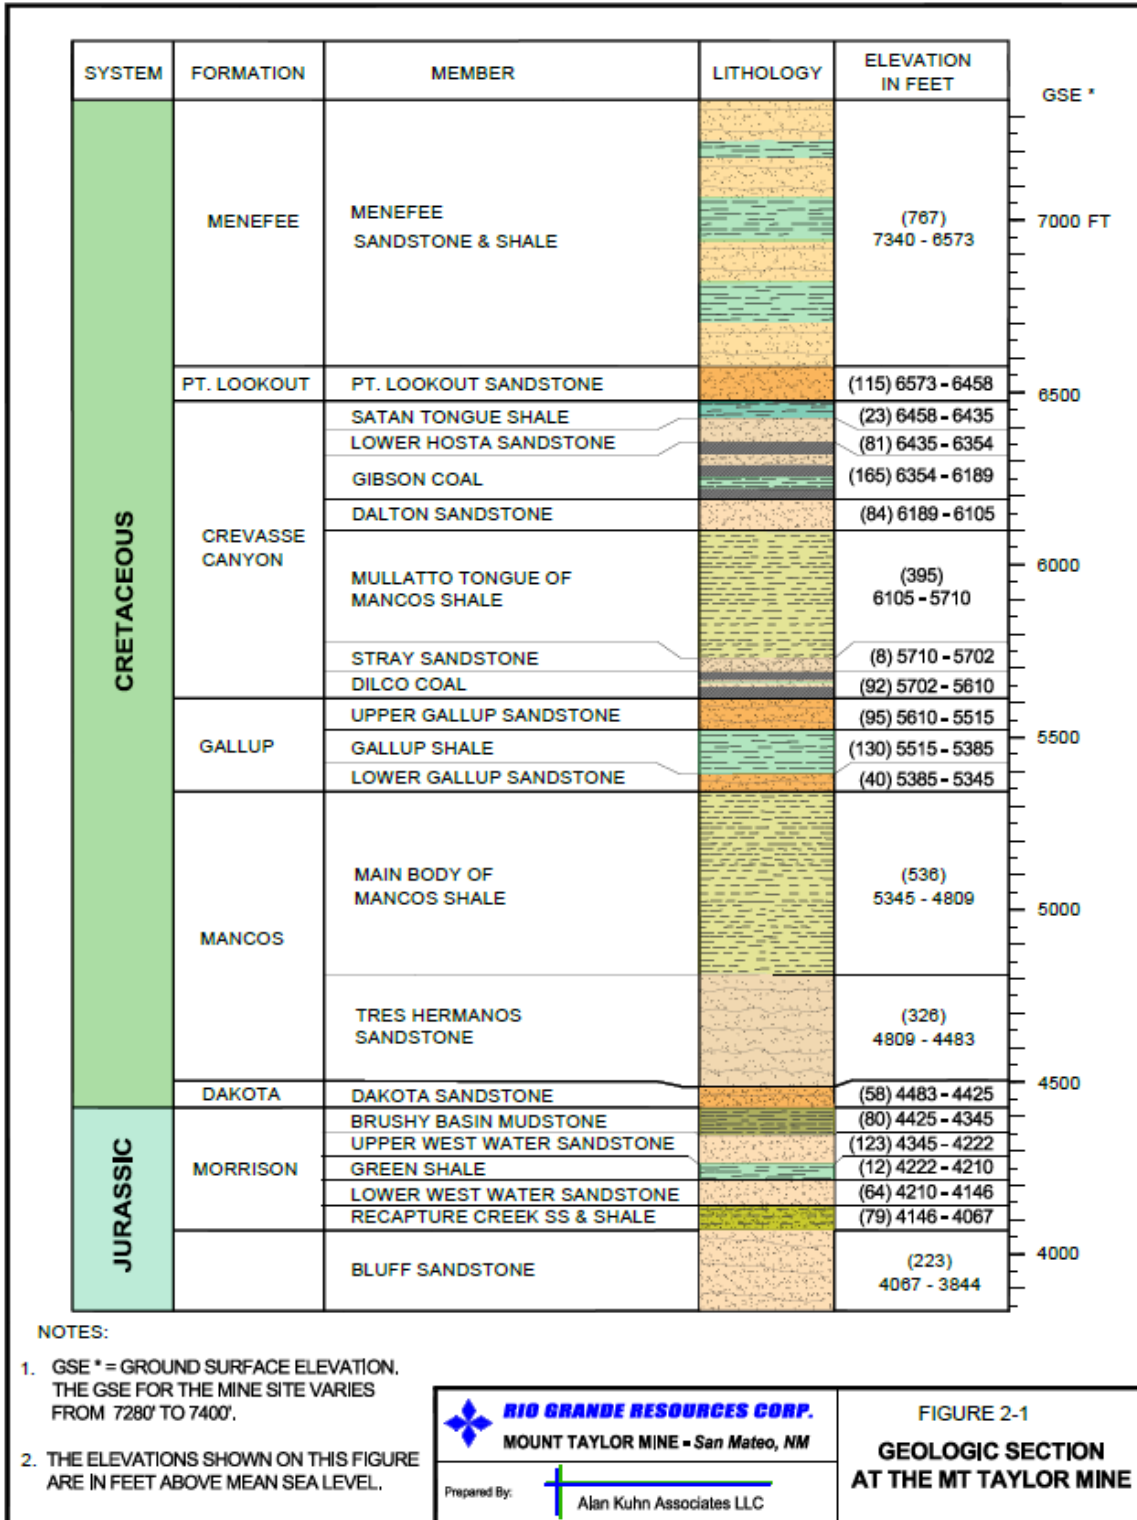 SYSTEM FORMATION MEMBER LITHOLOGY ELEVATION
IN FEET
GSE *
CRETACEOUS
MENEFEE
MENEFEE
SANDSTONE & SHALE
(767)
7340 - 6573
7000 FT
PT. LOOKOUT PT. LOOKOUT SANDSTONE (115) 6573 - 6458
6500
CREVASSE
CANYON
SATAN TONGUE SHALE (23) 6458 - 6435
LOWER HOSTA SANDSTONE (81) 6435 - 6354
GIBSON COAL (165) 6354 - 6189
DALTON SANDSTONE (84) 6189 - 6105
MULLATTO TONGUE OF
MANCOS SHALE
(395)
6105 - 5710
6000
STRAY SANDSTONE (8) 5710 - 5702
DILCO COAL (92) 5702 - 5610
GALLUP
UPPER GALLUP SANDSTONE (95) 5610 - 5515
GALLUP SHALE (130) 5515 - 5385
LOWER GALLUP SANDSTONE (40) 5385 - 5345
5500
MANCOS
MAIN BODY OF
MANCOS SHALE
(536)
5345 - 4809
5000
TRES HERMANOS
SANDSTONE
(326)
4809 - 4483
4500
DAKOTA DAKOTA SANDSTONE (58) 4483 - 4425
JURASSIC
MORRISON
BRUSHY BASIN MUDSTONE (80) 4425 - 4345
UPPER WEST WATER SANDSTONE (123) 4345 - 4222
GREEN SHALE (12) 4222 - 4210
LOWER WEST WATER SANDSTONE (64) 4210 - 4146
RECAPTURE CREEK SS & SHALE (79) 4146 - 4067
BLUFF SANDSTONE
(223)
4067 - 3844
4000
NOTES:
1. GSE * = GROUND SURFACE ELEVATION.
THE GSE FOR THE MINE SITE VARIES
FROM 7280' TO 7400'.
2. THE ELEVATIONS SHOWN ON THIS FIGURE
ARE IN FEET ABOVE MEAN SEA LEVEL.
RIO GRANDE RESOURCES CORP.
MOUNT TAYLOR MINE - San Mateo, NM
Prepared By:
Alan Kuhn Associates LLC
FIGURE 2-1
GEOLOGIC SECTION
AT THE MT TAYLOR MINE